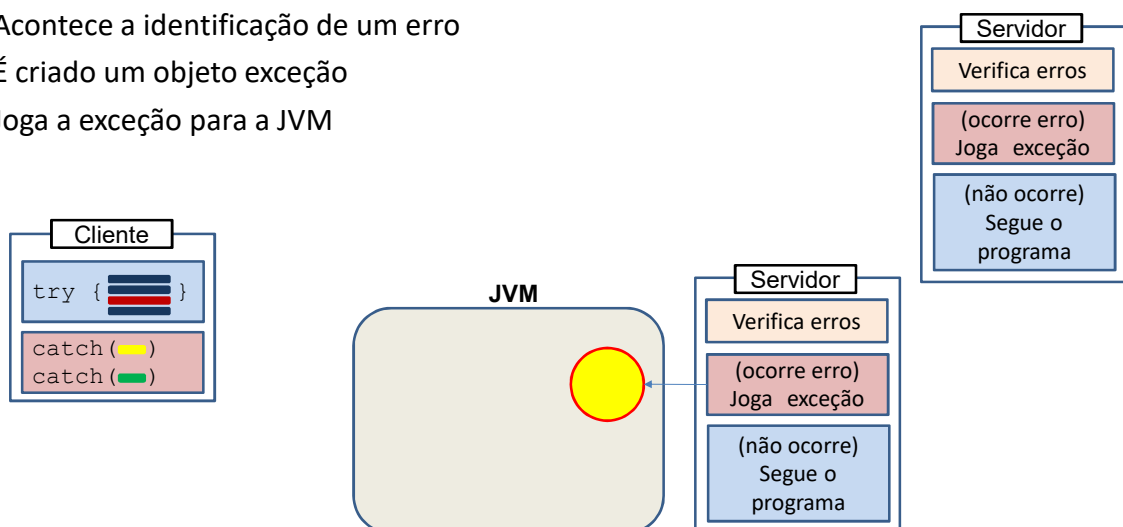 Acontece a identificação de um erro
É criado um objeto exceção
Joga a exceção para a JVM
Servidor
Verifica erros
(ocorre erro)
Joga exceção
(não ocorre)
Segue o
programa
Cliente
try { }
catch( )
catch( )
JVM
Servidor
Verifica erros
(ocorre erro)
Joga exceção
(não ocorre)
Segue o
programa